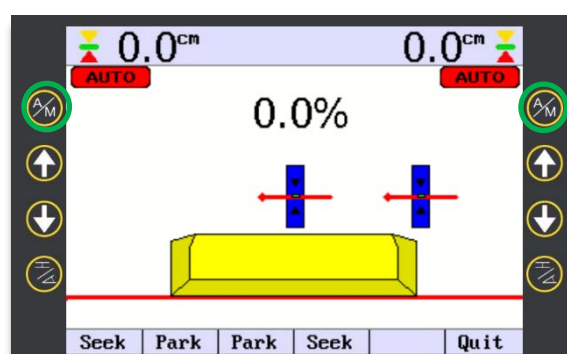 0.0cm 0.0cm
AUTO AUTO
A/M A/M
0.0%
H/∡ H/∡
Seek Park Park Seek Quit